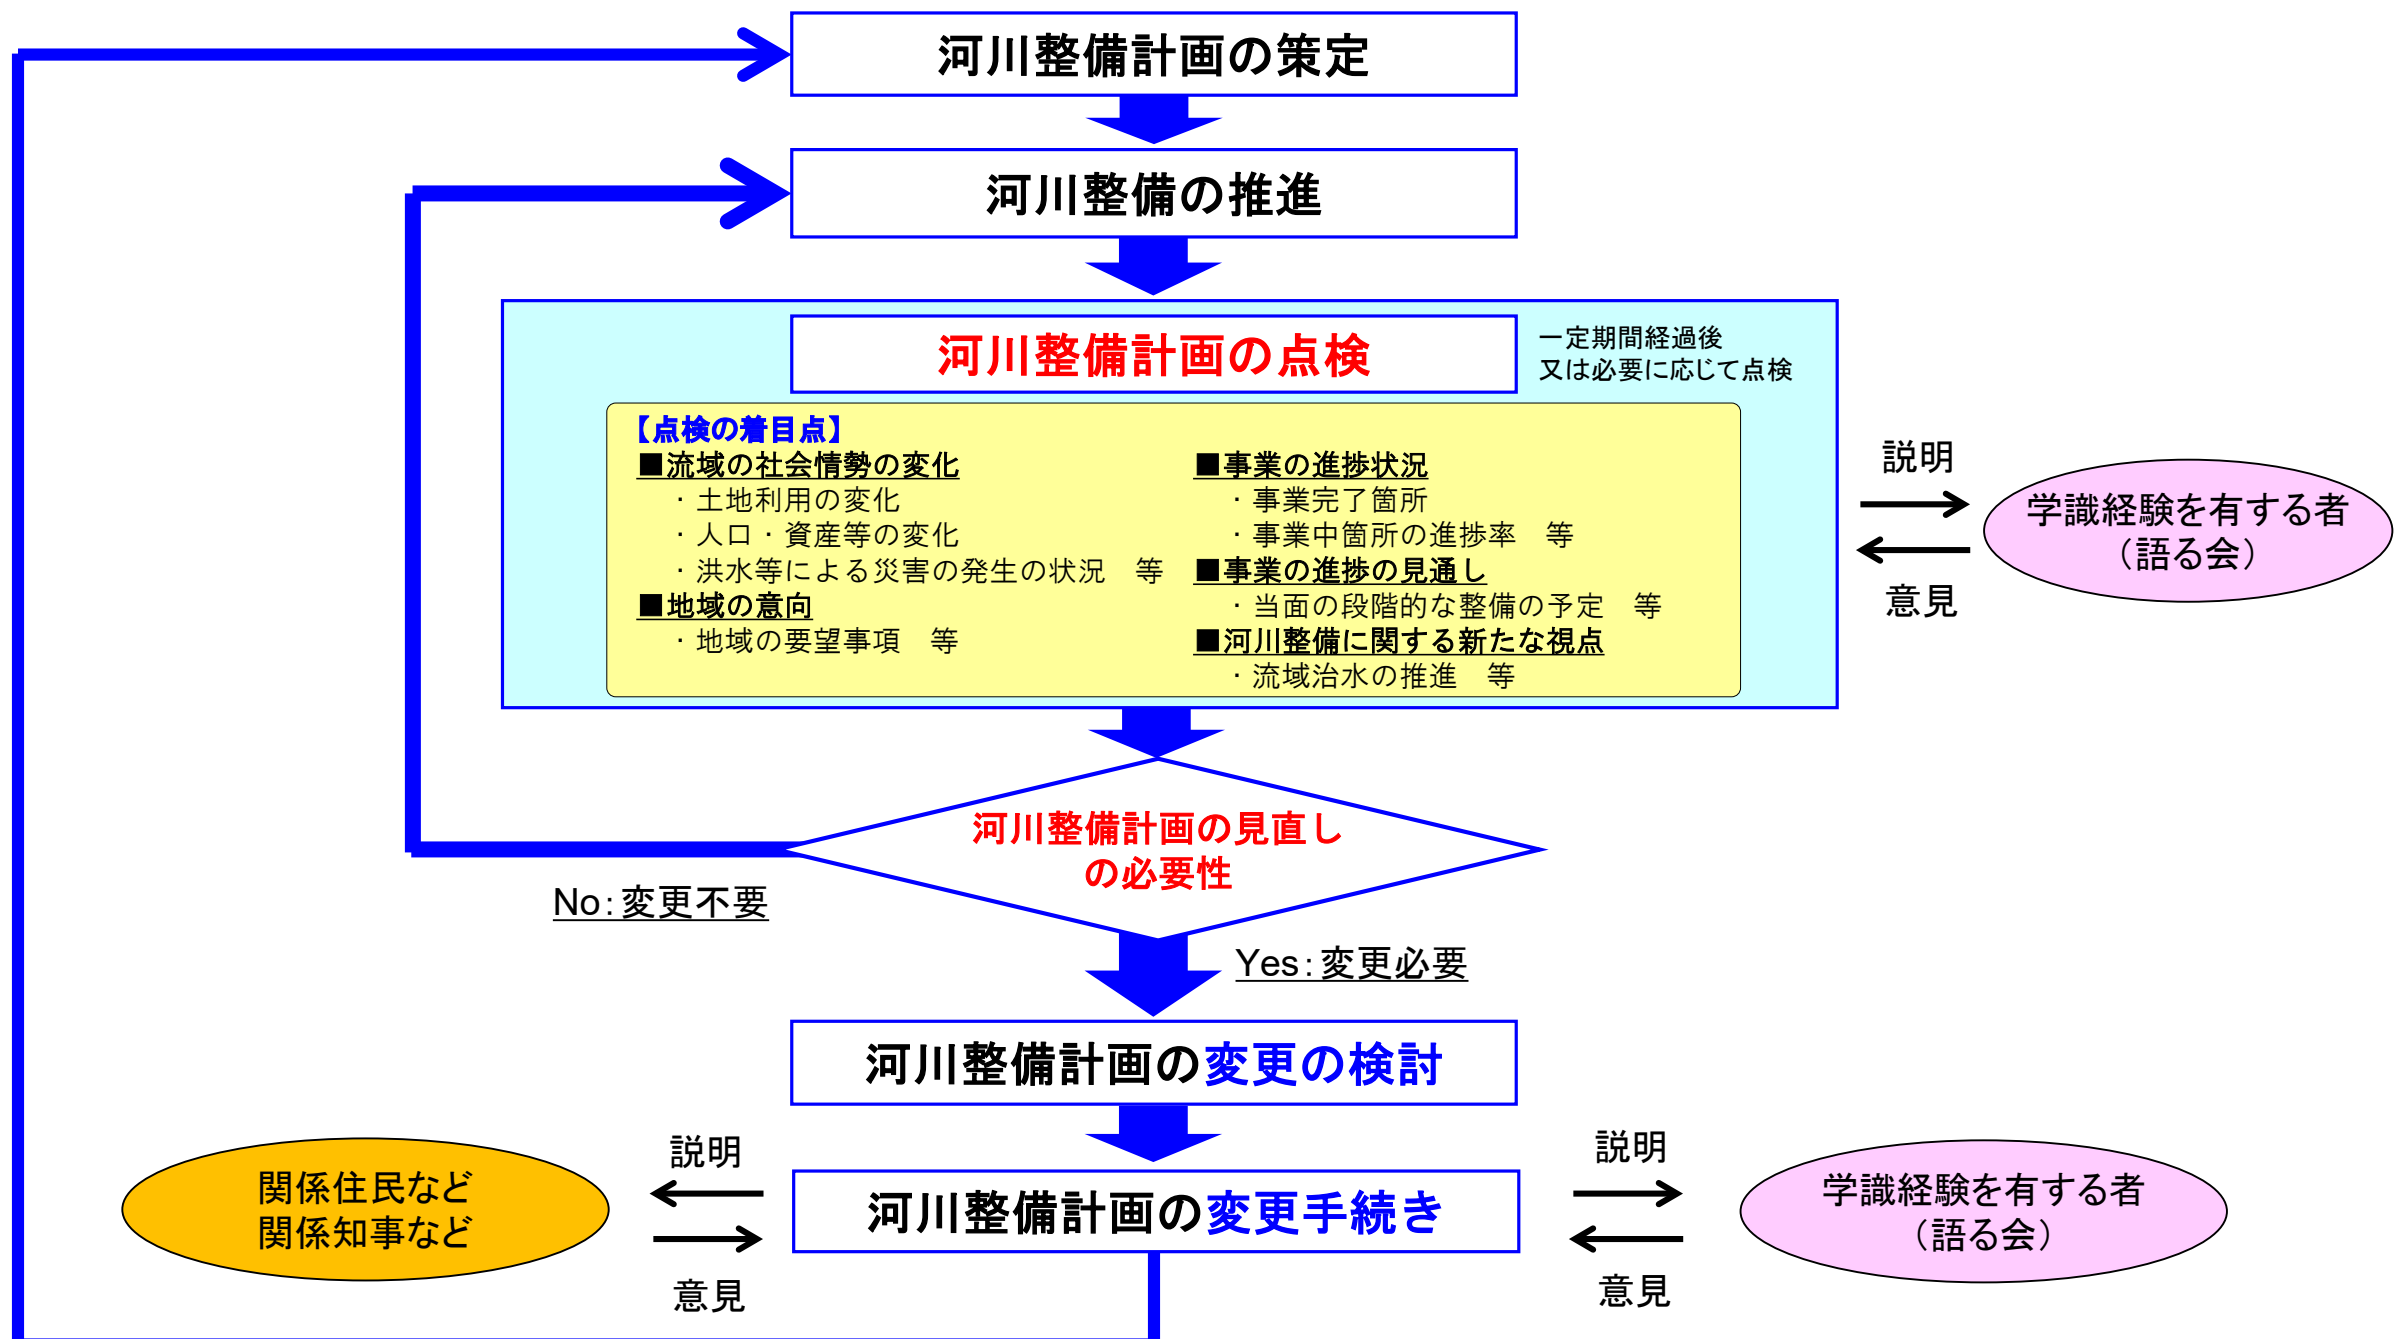 河川整備計画の策定
河川整備の推進
河川整備計画の点検
一定期間経過後
又は必要に応じて点検
【点検の着目点】
■流域の社会情勢の変化
・土地利用の変化
・人口・資産等の変化
・洪水等による災害の発生の状況　等
■地域の意向
・地域の要望事項　等
■事業の進捗状況
・事業完了箇所
・事業中箇所の進捗率　等
■事業の進捗の見通し
・当面の段階的な整備の予定　等
■河川整備に関する新たな視点
・流域治水の推進　等
説明
意見
学識経験を有する者
（語る会）
河川整備計画の見直し
の必要性
No：変更不要
Yes：変更必要
河川整備計画の変更の検討
河川整備計画の変更手続き
関係住民など
関係知事など
説明
意見
説明
意見
学識経験を有する者
（語る会）